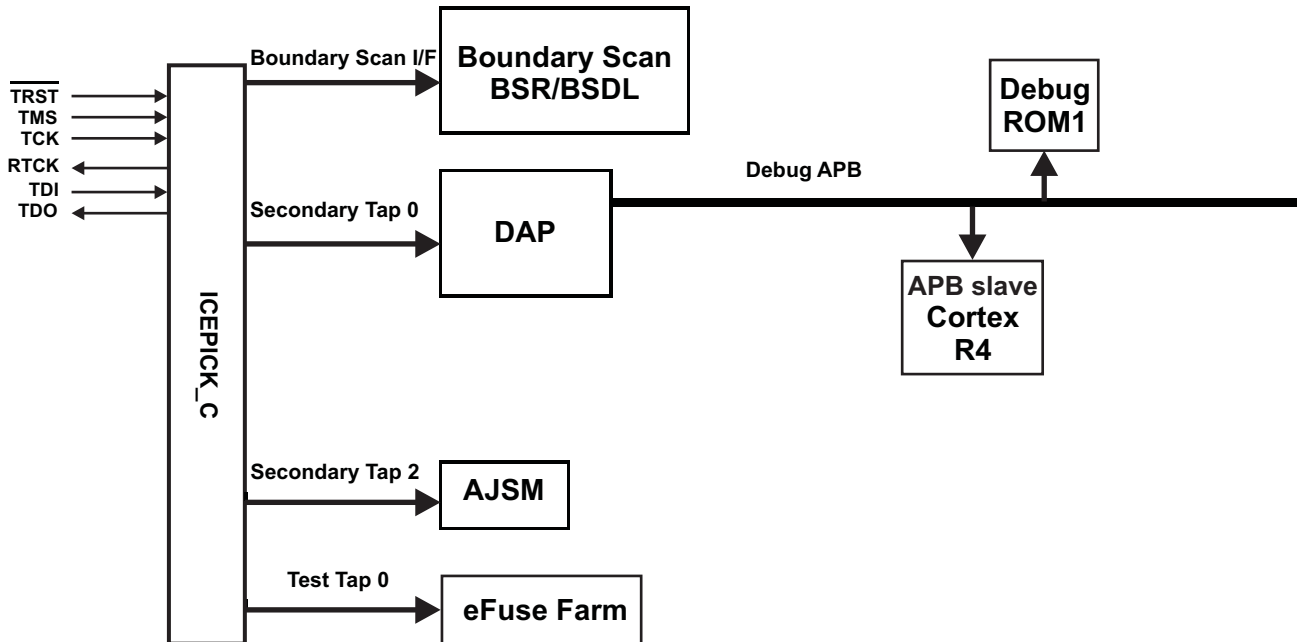 Boundary Scan I/F
Boundary Scan
BSR/BSDL
TRST
TMS
TCK
RTCK
TDI
TDO
Debug
ROM1
Debug APB
Secondary Tap 0
DAP
APB slave
Cortex
R4
ICEPICK_C
Secondary Tap 2
AJSM
Test Tap 0
eFuse Farm